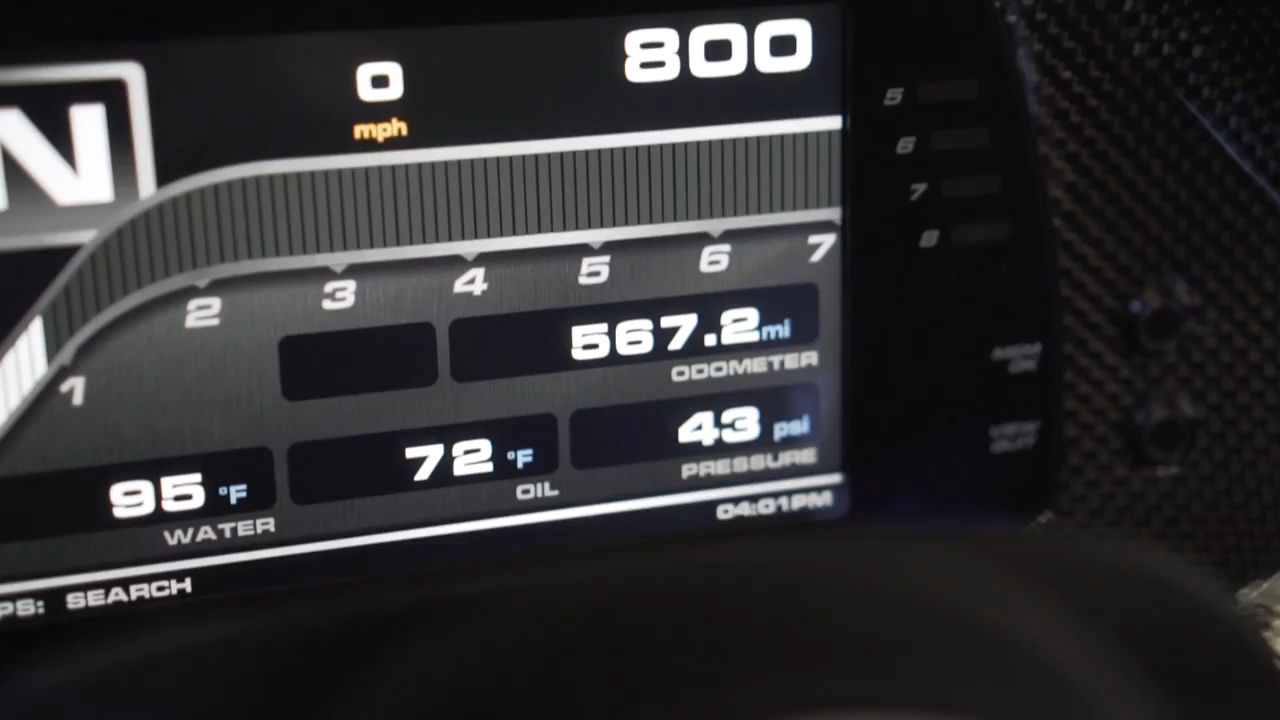 N
0
mph
800
1 2 3 4 5 6 7
567.2mi
ODOMETER
95 °F
WATER
72 °F
OIL
43 psi
PRESSURE
04:01PM
PS: SEARCH
5
6
7
8